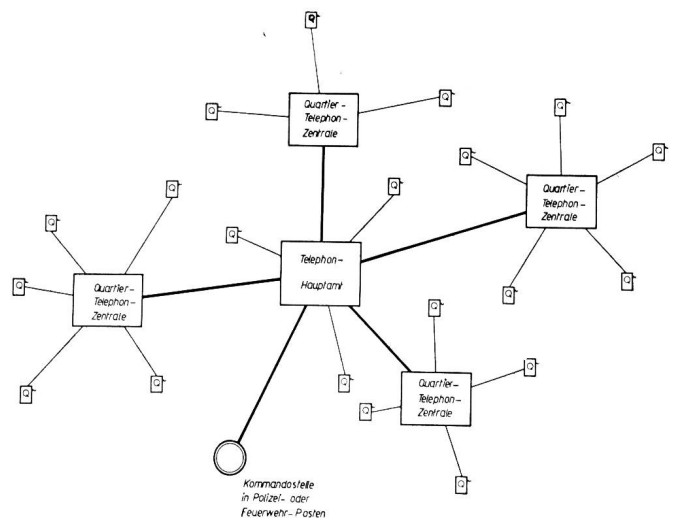 Q
Q
Quartier-
Telephon-
Zentrale
Q
Q
Q
Q
Quartier-
Telephon-
Zentrale
Q
Q
Q
Q
Q
Telephon-
Hauptamt
Q
Q
Q
Quartier-
Telephon-
Zentrale
Q
Q
Q
Q
Q
Quartier-
Telephon-
Zentrale
Q
Q
Kommandostelle
in Polizei- oder
Feuerwehr-Posten